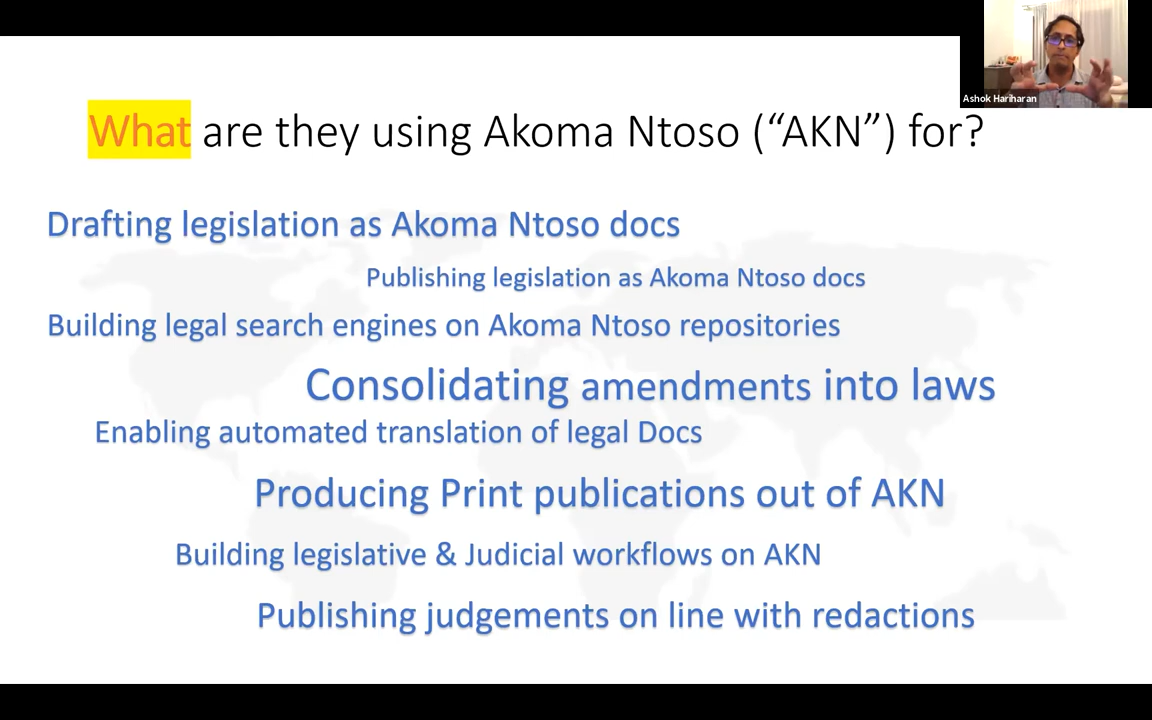 Ashok Hariharan
What are they using Akoma Ntoso (“AKN”) for?
Drafting legislation as Akoma Ntoso docs
Publishing legislation as Akoma Ntoso docs
Building legal search engines on Akoma Ntoso repositories
Consolidating amendments into laws
Enabling automated translation of legal Docs
Producing Print publications out of AKN
Building legislative & Judicial workflows on AKN
Publishing judgements on line with redactions